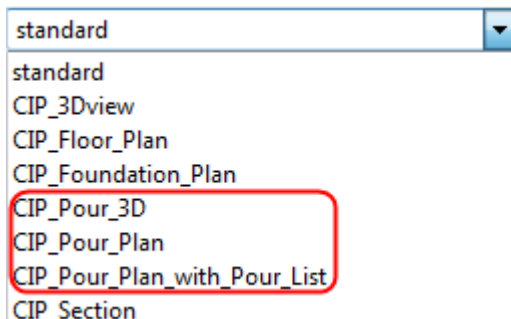 standard
standard
CIP_3Dview
CIP_Floor_Plan
CIP_Foundation_Plan
CIP_Pour_3D
CIP_Pour_Plan
CIP_Pour_Plan_with_Pour_List
CIP_Section